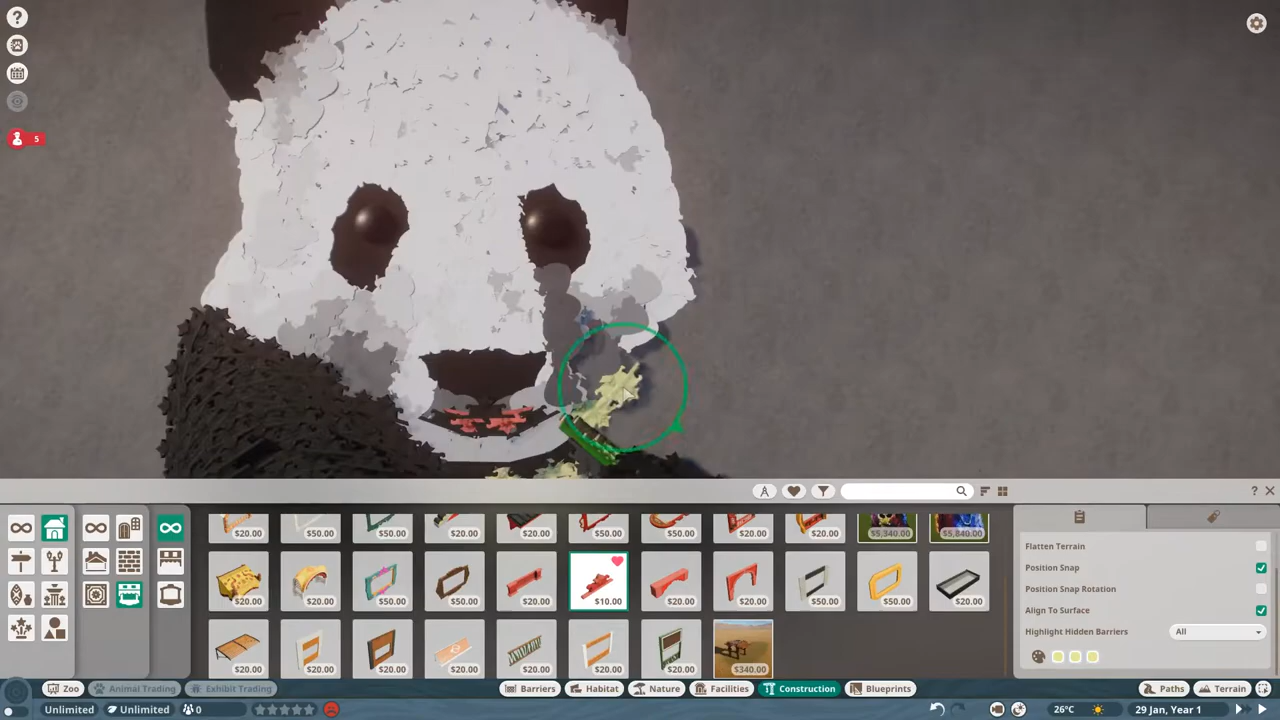 5
$20.00 $50.00 $50.00 $20.00 $20.00 $50.00 $50.00 $20.00 $20.00 $5,340.00 $5,840.00
$20.00 $20.00 $50.00 $50.00 $20.00 $10.00 $20.00 $20.00 $50.00 $50.00 $20.00
$20.00 $20.00 $20.00 $20.00 $20.00 $20.00 $50.00 $340.00
? ×
Flatten Terrain
Position Snap
Position Snap Rotation
Align To Surface
Highlight Hidden Barriers All
Zoo Animal Trading Exhibit Trading Barriers Habitat Nature Facilities Construction Blueprints Paths Terrain
Unlimited Unlimited 0 26°C 29 Jan, Year 1